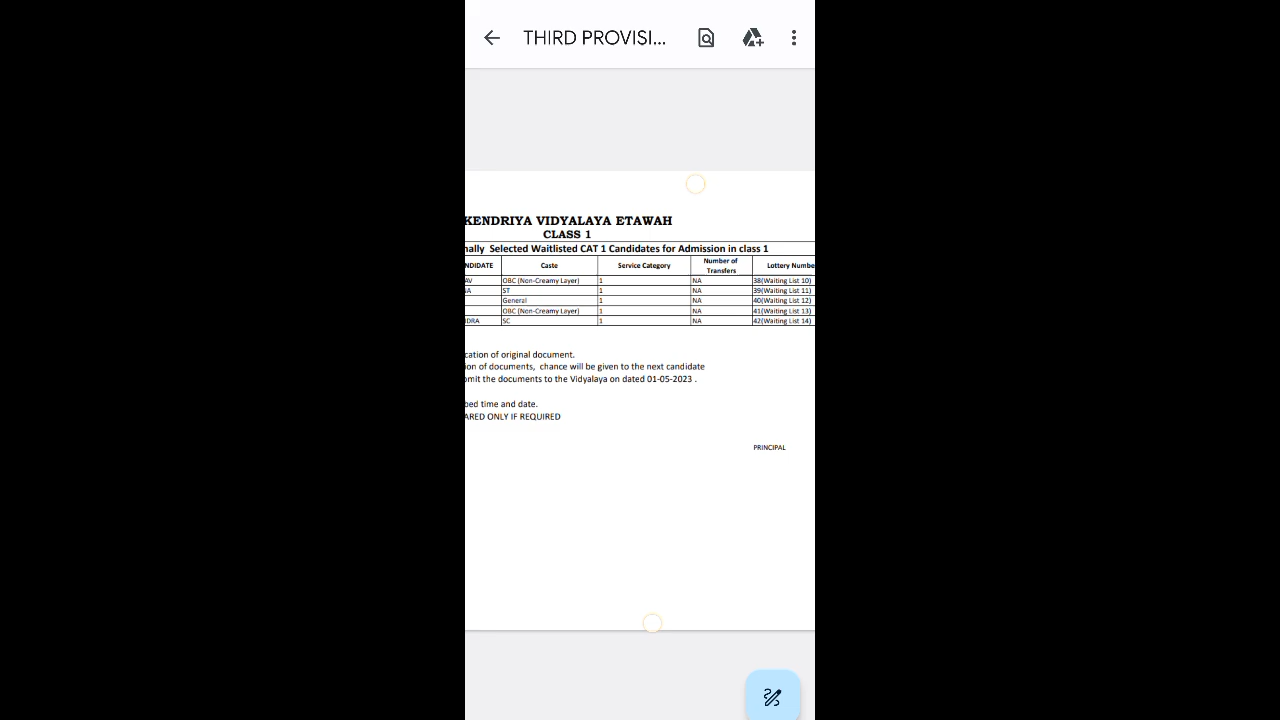 THIRD PROVISI...
KENDRIYA VIDYALAYA ETAWAH
CLASS 1
nally Selected Waitlisted CAT 1 Candidates for Admission in class 1
NDIDATE Caste Service Category Number of Transfers Lottery Numbe
AV OBC (Non-Creamy Layer) 1 NA 38(Waiting List 10)
IA ST 1 NA 39(Waiting List 11)
General 1 NA 40(Waiting List 12)
OBC (Non-Creamy Layer) 1 NA 41(Waiting List 13)
IDRA SC 1 NA 42(Waiting List 14)
cation of original document.
ion of documents, chance will be given to the next candidate
omit the documents to the Vidyalaya on dated 01-05-2023 .
bed time and date.
ARED ONLY IF REQUIRED
PRINCIPAL